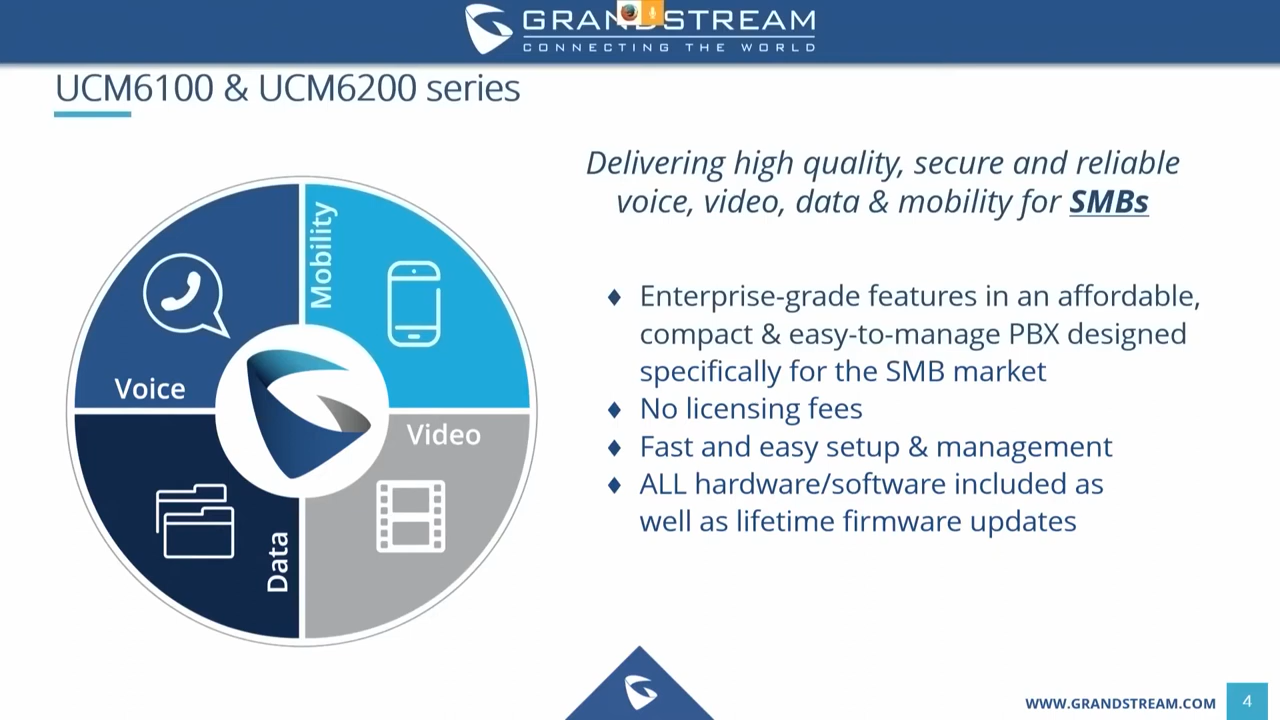 GRANDSTREAM
CONNECTING THE WORLD
UCM6100 & UCM6200 series
Delivering high quality, secure and reliable
voice, video, data & mobility for SMBs
Mobility
Voice
Video
Data
♦ Enterprise-grade features in an affordable,
compact & easy-to-manage PBX designed
specifically for the SMB market
♦ No licensing fees
♦ Fast and easy setup & management
♦ ALL hardware/software included as
well as lifetime firmware updates
WWW.GRANDSTREAM.COM
4